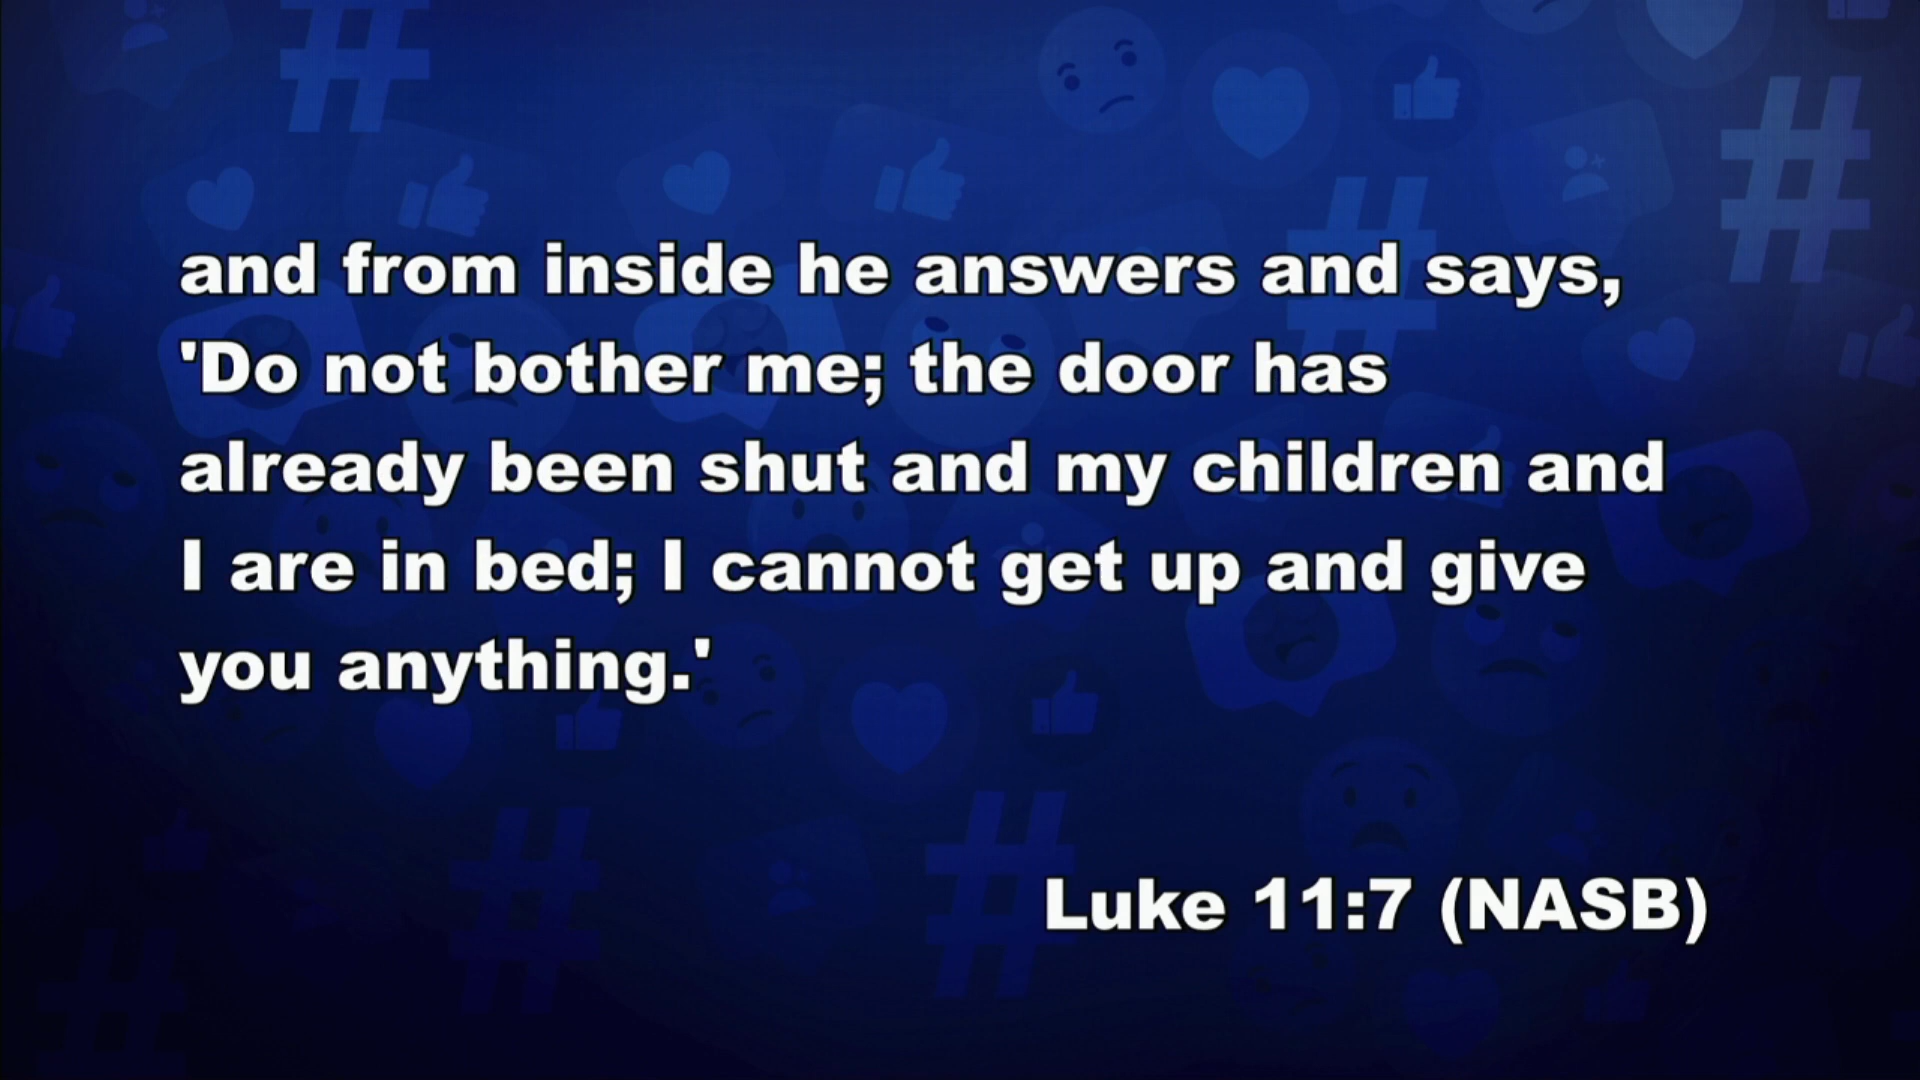 and from inside he answers and says,
'Do not bother me; the door has
already been shut and my children and
I are in bed; I cannot get up and give
you anything.'
Luke 11:7 (NASB)